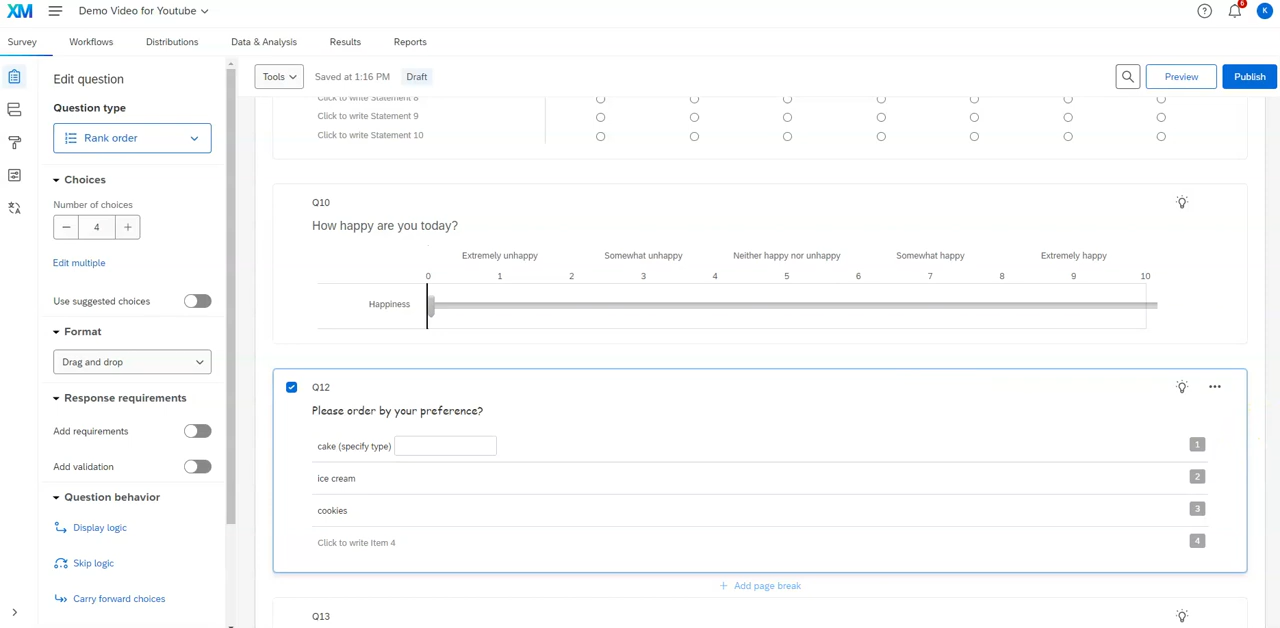 XM Demo Video for Youtube ? 6 K
Survey Workflows Distributions Data & Analysis Results Reports
Edit question
Question type
Rank order
Choices
Number of choices
4
Edit multiple
Use suggested choices
Format
Drag and drop
Response requirements
Add requirements
Add validation
Question behavior
Display logic
Skip logic
Carry forward choices
Tools Saved at 1:16 PM Draft Preview Publish
Click to write Statement 8
Click to write Statement 9
Click to write Statement 10
Q10
How happy are you today?
Extremely unhappy Somewhat unhappy Neither happy nor unhappy Somewhat happy Extremely happy
0 1 2 3 4 5 6 7 8 9 10
Happiness
Q12
Please order by your preference?
cake (specify type) 1
ice cream 2
cookies 3
Click to write Item 4 4
Add page break
Q13